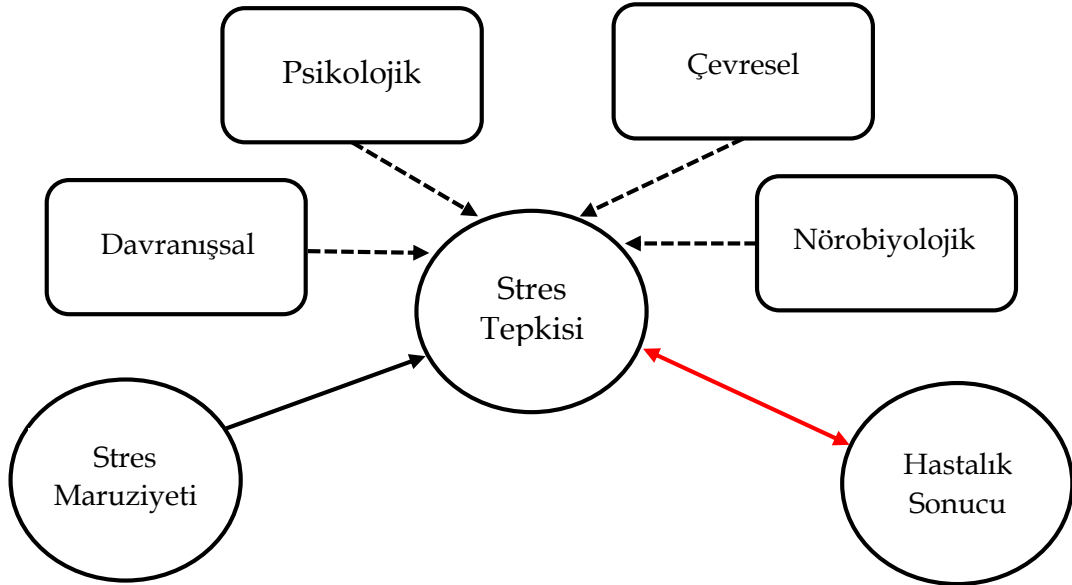 Psikolojik
Çevresel
Davranışsal
Nörobiyolojik
Stres
Tepkisi
Stres
Maruziyeti
Hastalık
Sonucu